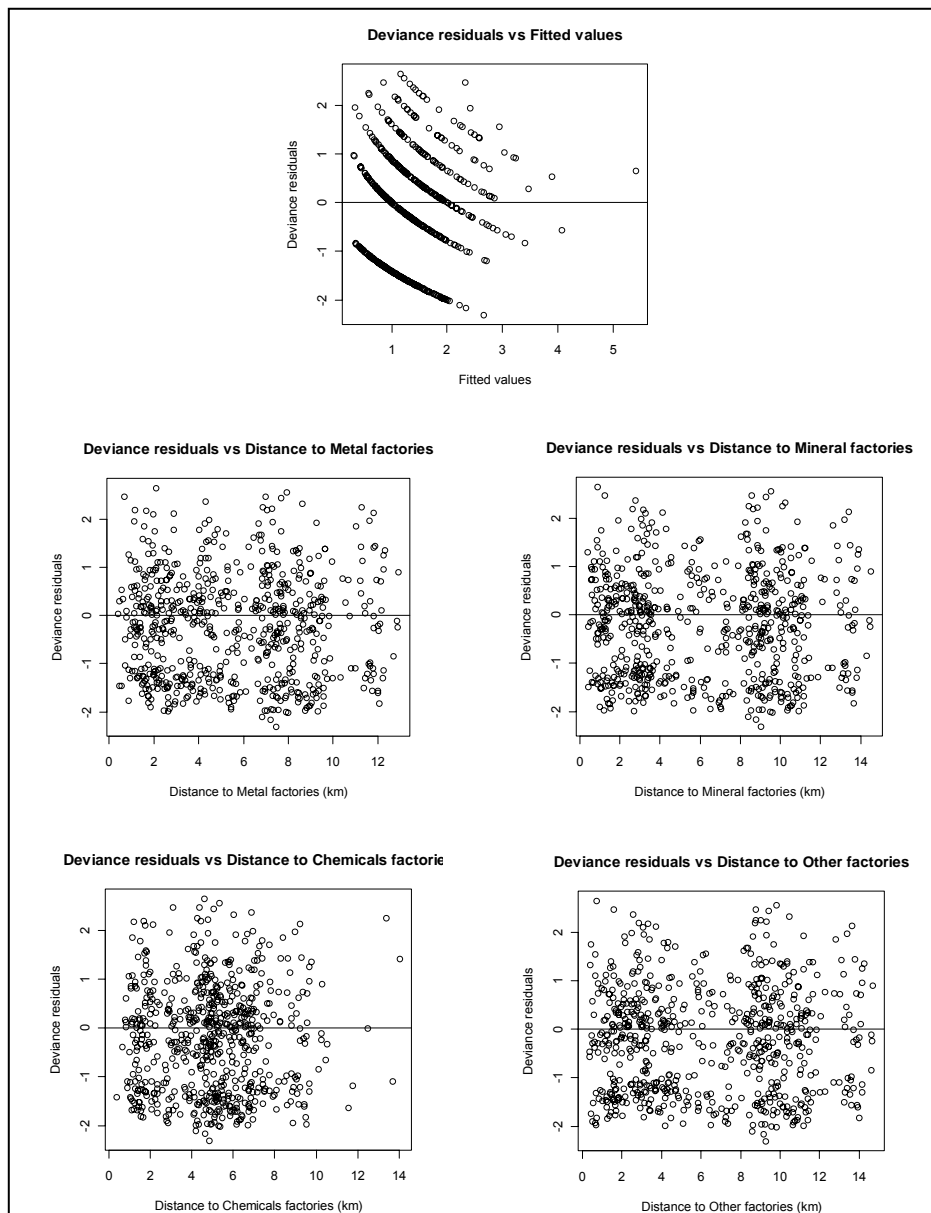 Deviance residuals vs Fitted values
Deviance residuals
2
1
0
-1
-2
1 2 3 4 5
Fitted values
Deviance residuals vs Distance to Metal factories
Deviance residuals
2
1
0
-1
-2
0 2 4 6 8 10 12
Distance to Metal factories (km)
Deviance residuals vs Distance to Mineral factories
Deviance residuals
2
1
0
-1
-2
0 2 4 6 8 10 12 14
Distance to Mineral factories (km)
Deviance residuals vs Distance to Chemicals factorie
Deviance residuals
2
1
0
-1
-2
0 2 4 6 8 10 12 14
Distance to Chemicals factories (km)
Deviance residuals vs Distance to Other factories
Deviance residuals
2
1
0
-1
-2
0 2 4 6 8 10 12 14
Distance to Other factories (km)